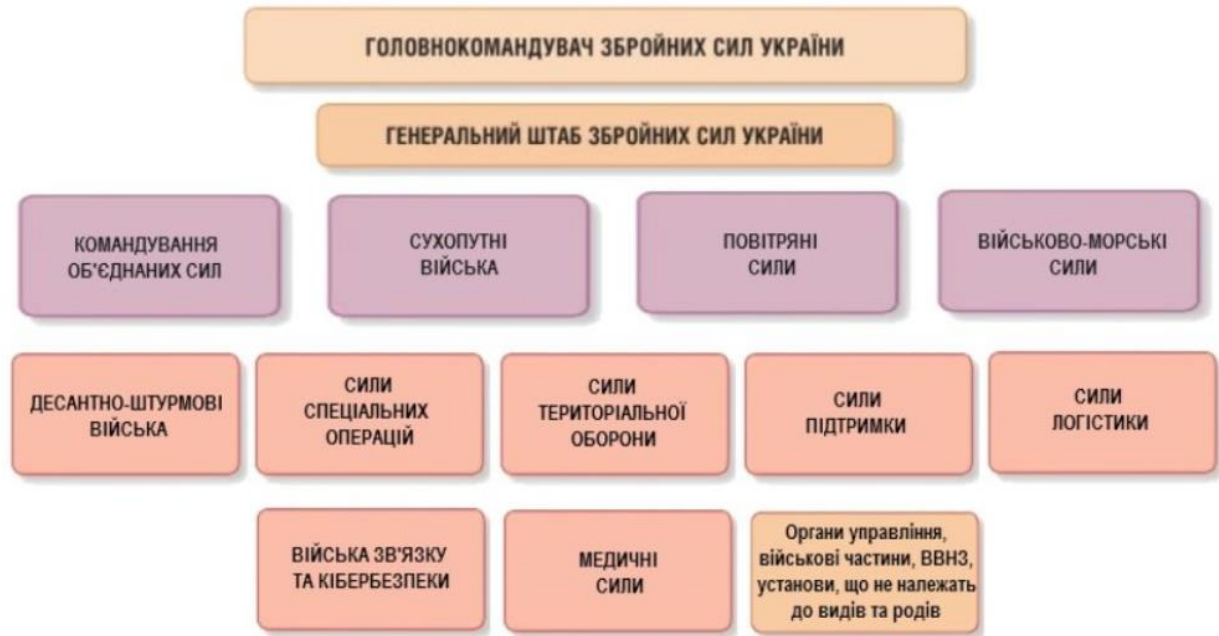 ГОЛОВНОКОМАНДУВАЧ ЗБРОЙНИХ СИЛ УКРАЇНИ
ГЕНЕРАЛЬНИЙ ШТАБ ЗБРОЙНИХ СИЛ УКРАЇНИ
КОМАНДУВАННЯ
ОБ'ЄДНАНИХ СИЛ
СУХОПУТНІ
ВІЙСЬКА
ПОВІТРЯНІ
СИЛИ
ВІЙСЬКОВО-МОРСЬКІ
СИЛИ
ДЕСАНТНО-ШТУРМОВІ
ВІЙСЬКА
СИЛИ
СПЕЦІАЛЬНИХ
ОПЕРАЦІЙ
СИЛИ
ТЕРИТОРІАЛЬНОЇ
ОБОРОНИ
СИЛИ
ПІДТРИМКИ
СИЛИ
ЛОГІСТИКИ
ВІЙСЬКА ЗВ'ЯЗКУ
ТА КІБЕРБЕЗПЕКИ
МЕДИЧНІ
СИЛИ
Органи управління,
військові частини, ВВНЗ,
установи, що не належать
до видів та родів